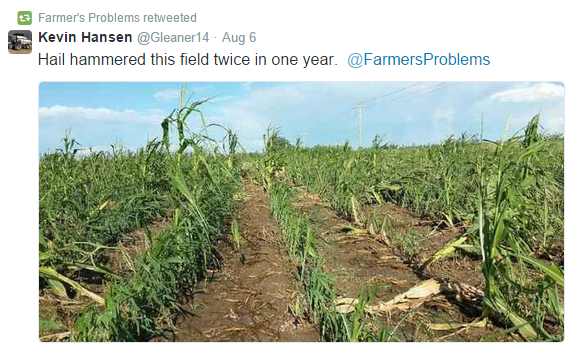 Farmer's Problems retweeted
Kevin Hansen @Gleaner14 · Aug 6
Hail hammered this field twice in one year. @FarmersProblems